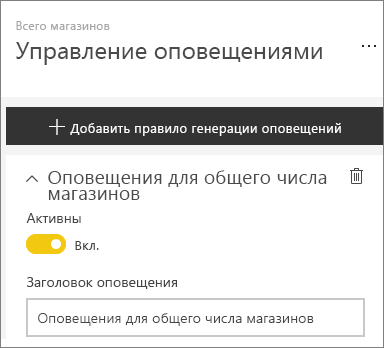 Всего магазинов
Управление оповещениями
Добавить правило генерации оповещений
Оповещения для общего числа
магазинов
Активны
Вкл.
Заголовок оповещения
Оповещения для общего числа магазинов